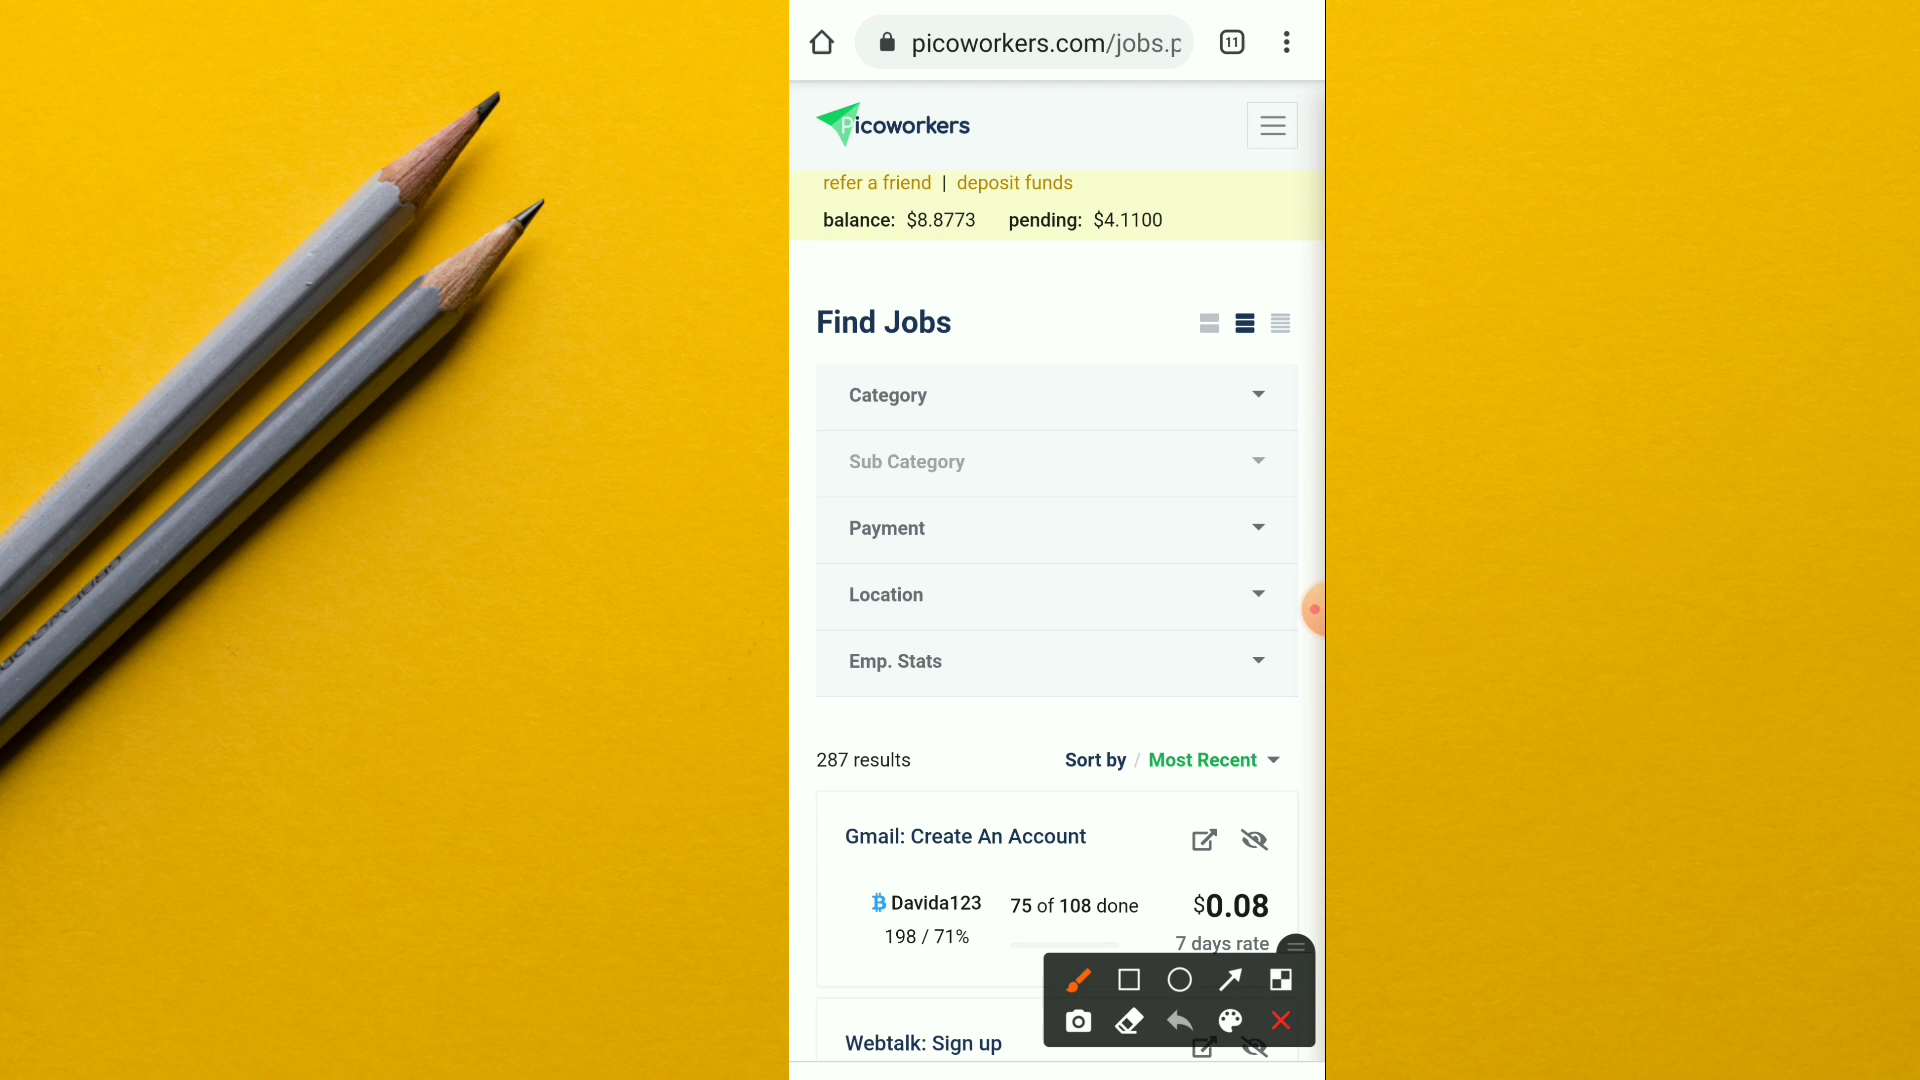 picoworkers.com/jobs.p
11
Picoworkers
refer a friend | deposit funds
balance: $8.8773 pending: $4.1100
Find Jobs
Category
Sub Category
Payment
Location
Emp. Stats
287 results
Sort by / Most Recent
Gmail: Create An Account
Davida123
198 / 71%
75 of 108 done
$0.08
7 days rate
Webtalk: Sign up